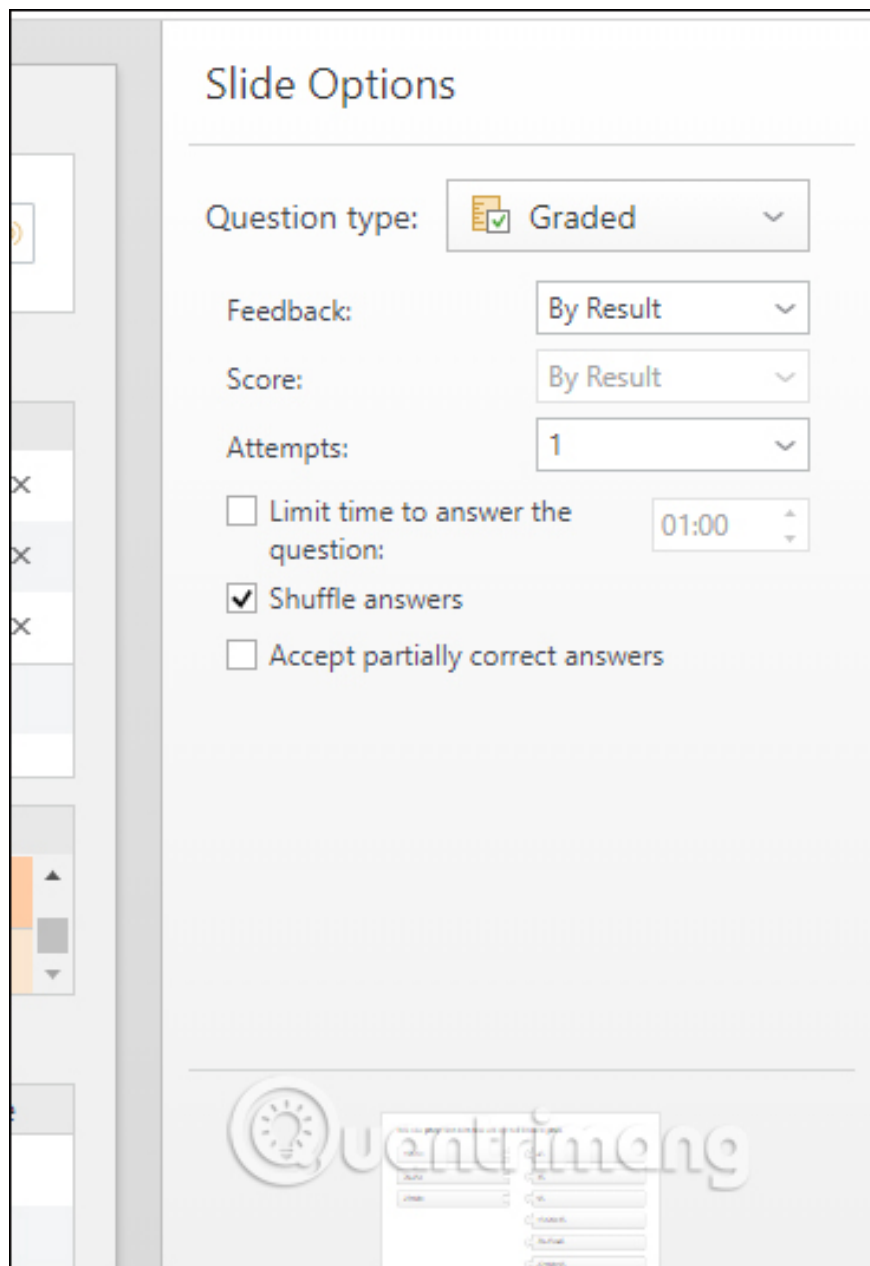 Slide Options
Question type: Graded
Feedback: By Result
Score: By Result
Attempts: 1
Limit time to answer the
question: 01:00
Shuffle answers
Accept partially correct answers
Quantrimang